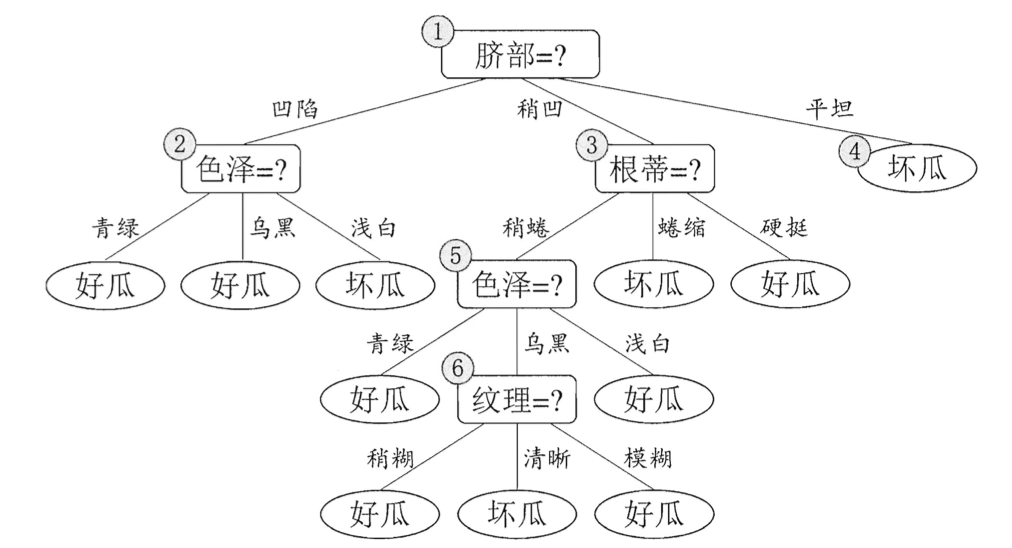 ① 脐部=?
凹陷 稍凹 平坦
② 色泽=? ③ 根蒂=? ④ 坏瓜
青绿 乌黑 浅白 稍蜷 蜷缩 硬挺
好瓜 好瓜 坏瓜 ⑤ 色泽=? 坏瓜 好瓜
青绿 乌黑 浅白
好瓜 ⑥ 纹理=? 好瓜
稍糊 清晰 模糊
好瓜 坏瓜 好瓜